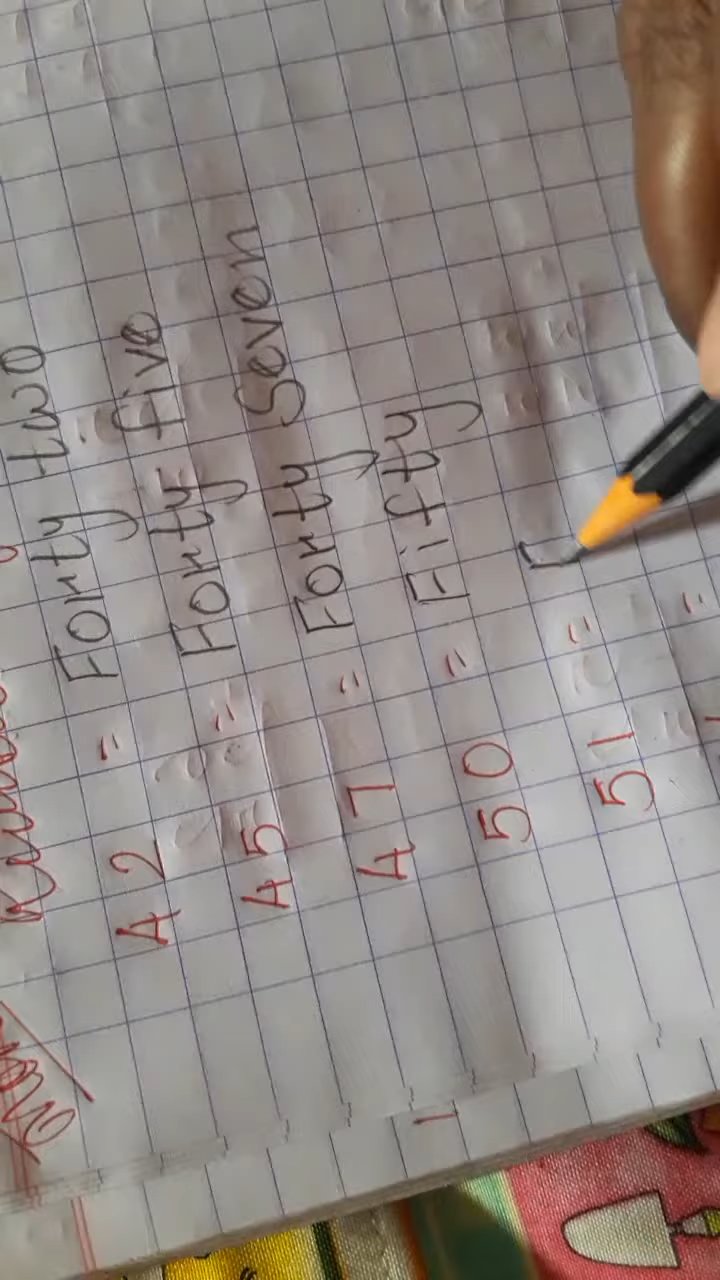 42 = Forty two
45 = Forty five
47 = Forty Seven
50 = Fifty
51 =
=